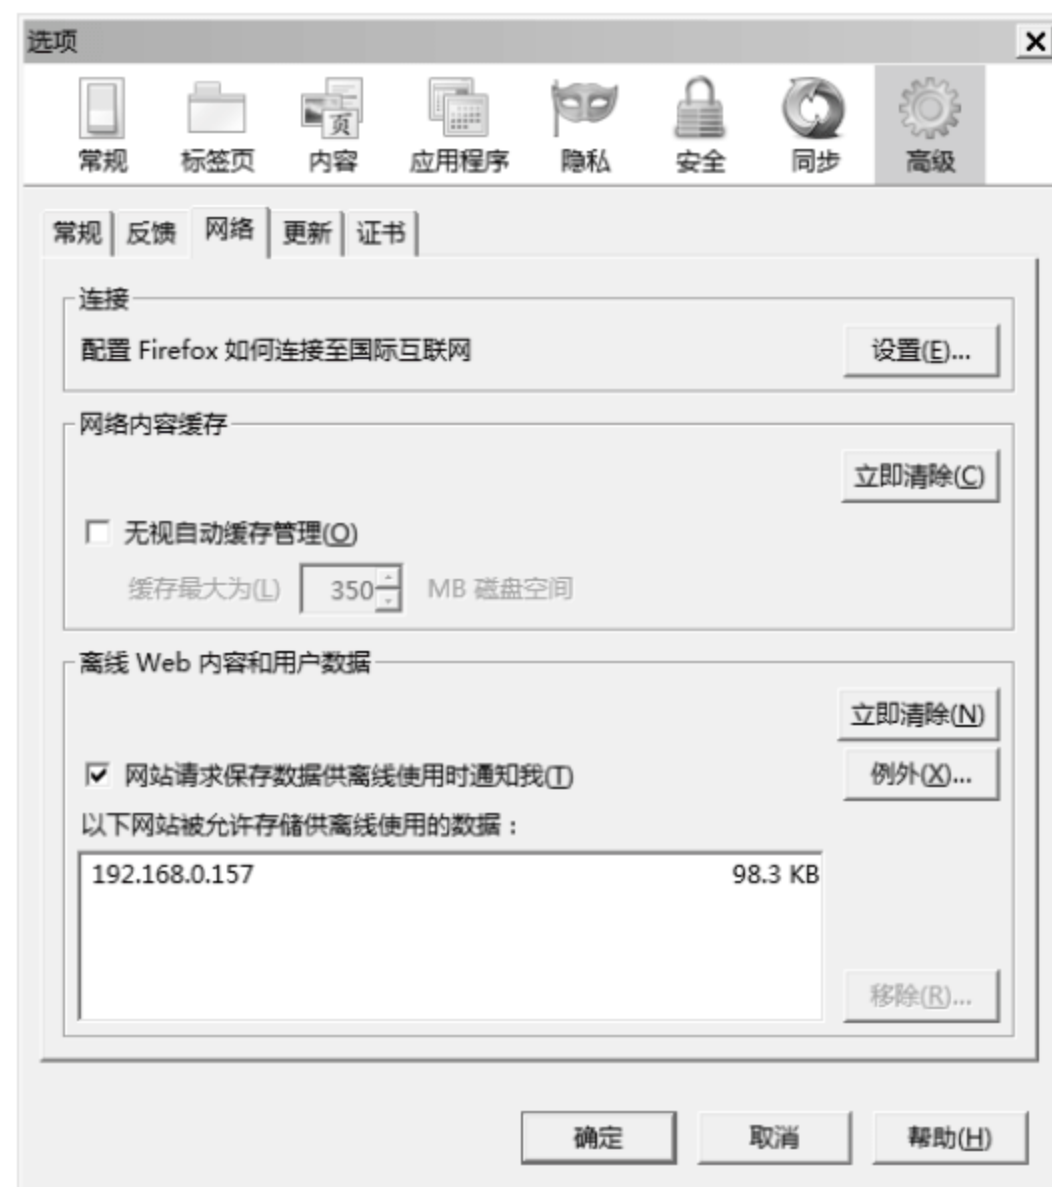 选项
常规 标签页 内容 应用程序 隐私 安全 同步 高级
页
常规 反馈 网络 更新 证书
连接
配置 Firefox 如何连接至国际互联网 设置(E)...
网络内容缓存
立即清除(C)
无视自动缓存管理(O)
缓存最大为(L) 350 MB 磁盘空间
离线 Web 内容和用户数据
立即清除(N)
网站请求保存数据供离线使用时通知我(T) 例外(X)...
以下网站被允许存储供离线使用的数据：
192.168.0.157 98.3 KB
移除(R)...
确定 取消 帮助(H)